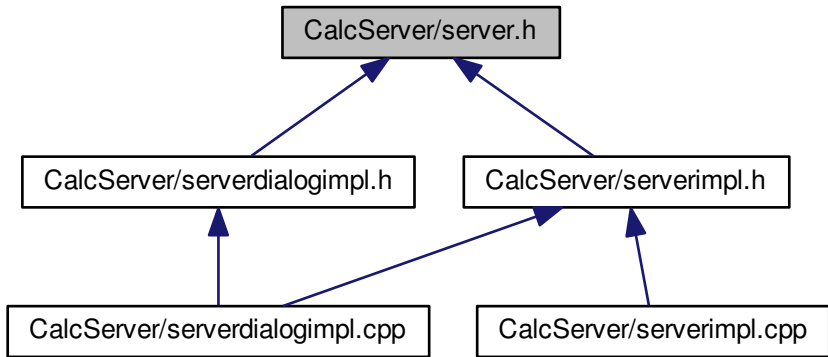 CalcServer/server.h
CalcServer/serverdialogimpl.h
CalcServer/serverimpl.h
CalcServer/serverdialogimpl.cpp
CalcServer/serverimpl.cpp